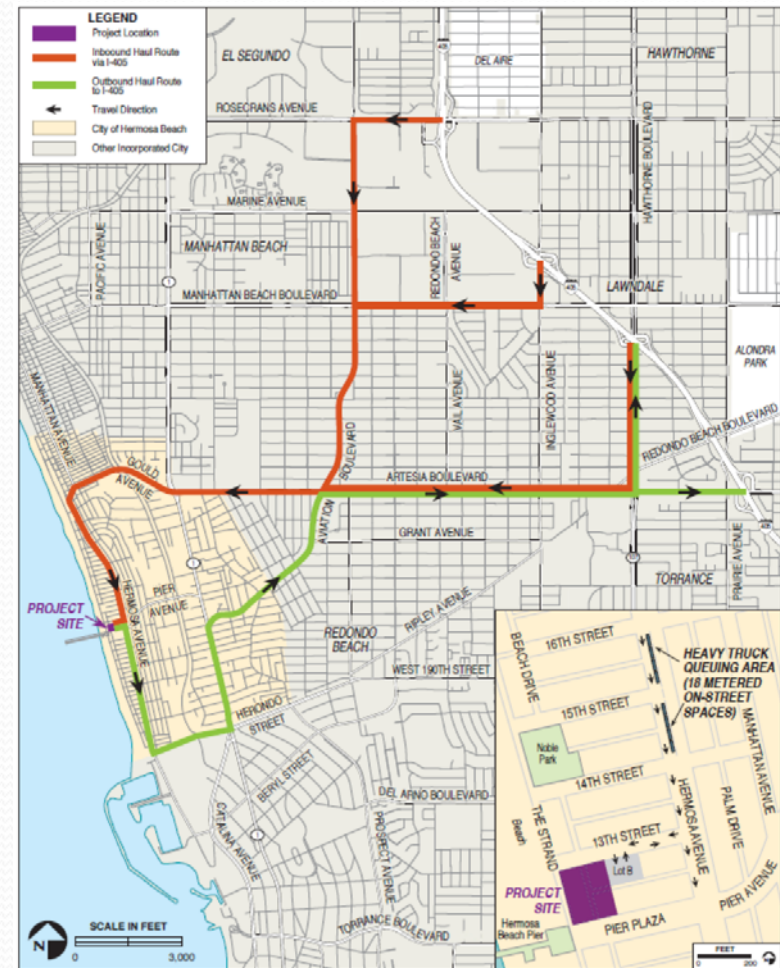 LEGEND
Project Location
Inbound Haul Route
via I-405
Outbound Haul Route
to I-405
Travel Direction
City of Hermosa Beach
Other Incorporated City
EL SEGUNDO
DEL AIRE
HAWTHORNE
ROSECRANS AVENUE
HAWTHORNE BOULEVARD
MARINE AVENUE
PACIFIC AVENUE
MANHATTAN BEACH
REDONDO BEACH
AVENUE
1
MANHATTAN BEACH BOULEVARD
LAWNDALE
ALONDRA
PARK
MANHATTAN AVENUE
VAIL AVENUE
INGLEWOOD AVENUE
REDONDO BEACH BOULEVARD
GOULD
AVENUE
AVIATION
BOULEVARD
ARTESIA BOULEVARD
GRANT AVENUE
PRAIRIE AVENUE
1
TORRANCE
HERMOSA AVENUE
PIER
AVENUE
PROJECT
SITE
REDONDO
BEACH
RIPLEY AVENUE
WEST 190TH STREET
HERONDO
STREET
BERYL STREET
DEL ARNO BOULEVARD
CATALINA AVENUE
1
PROSPECT AVENUE
TORRANCE BOULEVARD
N
SCALE IN FEET
0 3,000
16TH STREET
HEAVY TRUCK
QUEUING AREA
(18 METERED
ON-STREET
SPACES)
BEACH DRIVE
15TH STREET
MANHATTAN AVENUE
Noble
Park
14TH STREET
HERMOSA AVENUE
PALM DRIVE
THE STRAND
Beach
13TH STREET
Lot B
PROJECT
SITE
PIER AVENUE
PIER PLAZA
Hermosa
Beach Pier
FEET
0 200